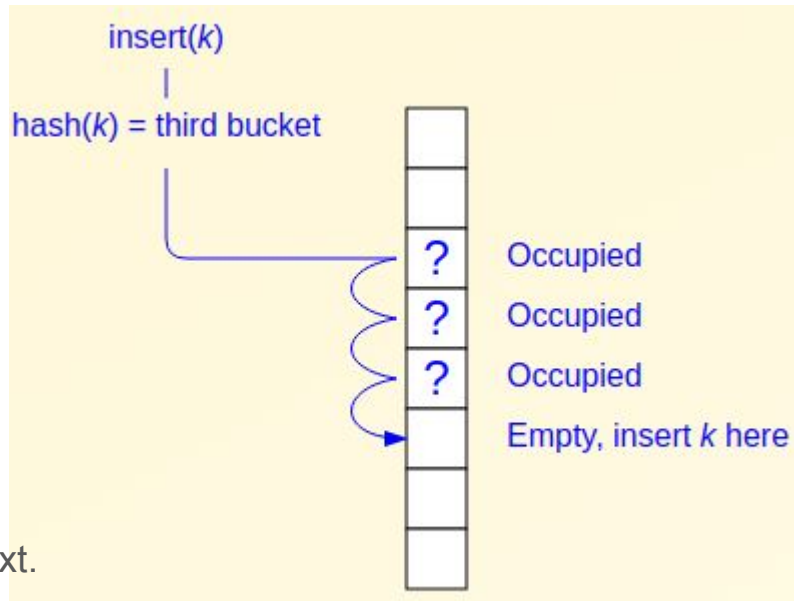 insert(k)
hash(k) = third bucket
? Occupied
? Occupied
? Occupied
Empty, insert k here
xt.